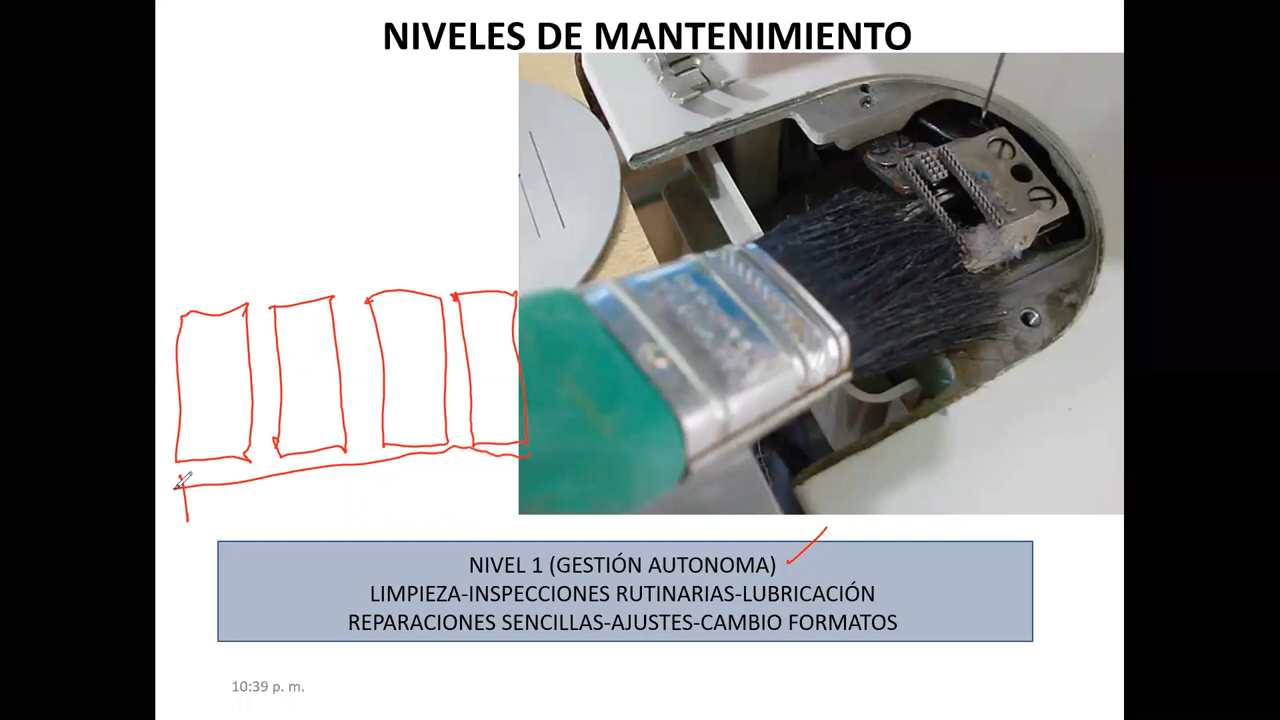 NIVELES DE MANTENIMIENTO
NIVEL 1 (GESTIÓN AUTONOMA)
LIMPIEZA-INSPECCIONES RUTINARIAS-LUBRICACIÓN
REPARACIONES SENCILLAS-AJUSTES-CAMBIO FORMATOS
10:39 p. m.